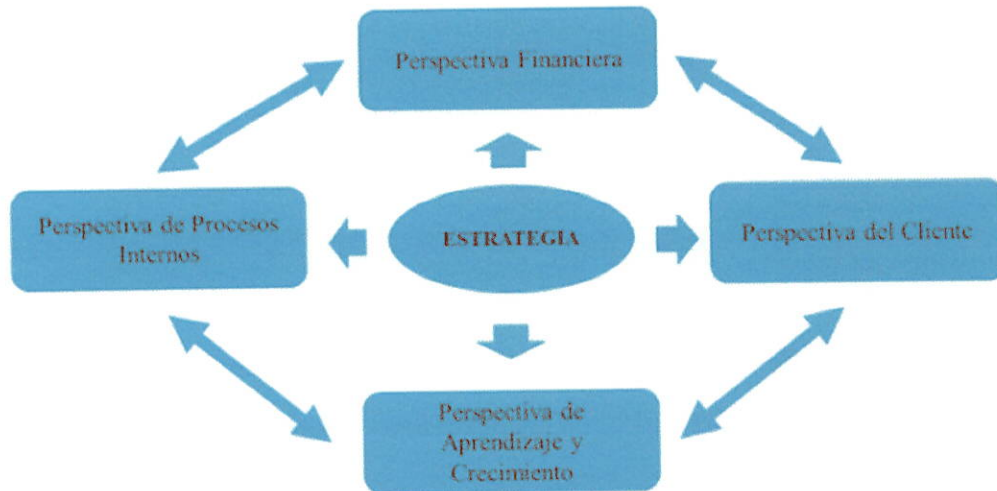 Perspectiva Financiera
Perspectiva de Procesos
Internos
ESTRATEGIA
Perspectiva del Cliente
Perspectiva de
Aprendizaje y
Crecimiento